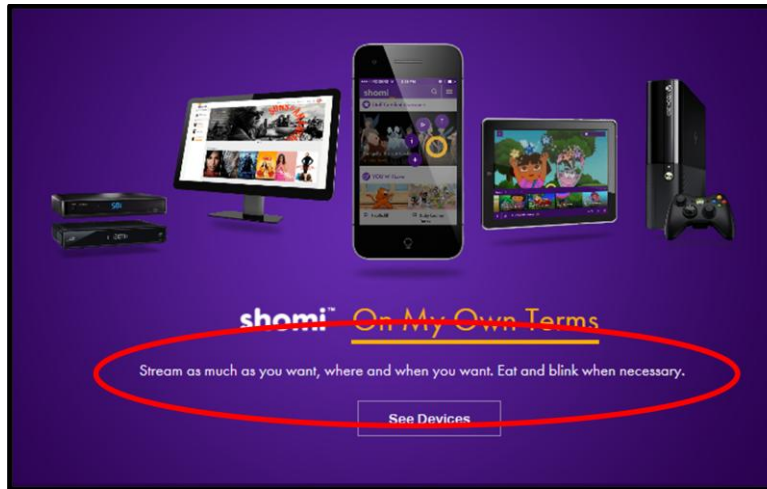 shomi
shomi™ On My Own Terms
Stream as much as you want, where and when you want. Eat and blink when necessary.
See Devices